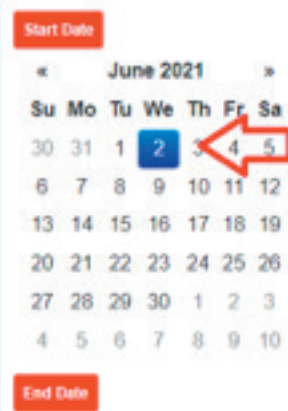 Start Date
« June 2021 »
Su Mo Tu We Th Fr Sa
30 31 1 2 3 4 5
6 7 8 9 10 11 12
13 14 15 16 17 18 19
20 21 22 23 24 25 26
27 28 29 30 1 2 3
4 5 6 7 8 9 10
End Date